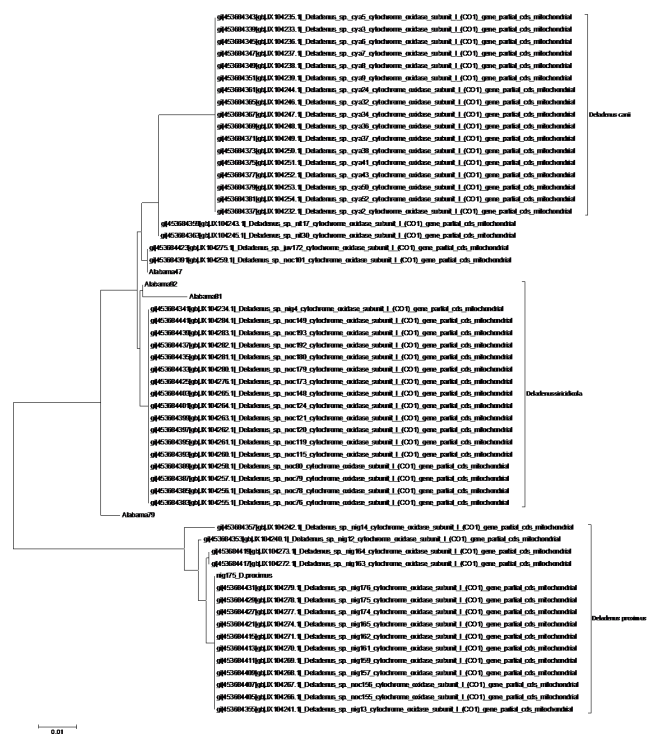 gi|453684343|gb|JX104235.1|_Deladenus_sp._cya5_cytochrome_oxidase_subunit_I_(CO1)_gene_partial_cds_mitochondrial
gi|453684339|gb|JX104233.1|_Deladenus_sp._cya3_cytochrome_oxidase_subunit_I_(CO1)_gene_partial_cds_mitochondrial
gi|453684345|gb|JX104236.1|_Deladenus_sp._cya6_cytochrome_oxidase_subunit_I_(CO1)_gene_partial_cds_mitochondrial
gi|453684347|gb|JX104237.1|_Deladenus_sp._cya7_cytochrome_oxidase_subunit_I_(CO1)_gene_partial_cds_mitochondrial
gi|453684349|gb|JX104238.1|_Deladenus_sp._cya8_cytochrome_oxidase_subunit_I_(CO1)_gene_partial_cds_mitochondrial
gi|453684351|gb|JX104239.1|_Deladenus_sp._cya9_cytochrome_oxidase_subunit_I_(CO1)_gene_partial_cds_mitochondrial
gi|453684361|gb|JX104244.1|_Deladenus_sp._cya24_cytochrome_oxidase_subunit_I_(CO1)_gene_partial_cds_mitochondrial
gi|453684365|gb|JX104246.1|_Deladenus_sp._cya32_cytochrome_oxidase_subunit_I_(CO1)_gene_partial_cds_mitochondrial
gi|453684367|gb|JX104247.1|_Deladenus_sp._cya34_cytochrome_oxidase_subunit_I_(CO1)_gene_partial_cds_mitochondrial
gi|453684369|gb|JX104248.1|_Deladenus_sp._cya36_cytochrome_oxidase_subunit_I_(CO1)_gene_partial_cds_mitochondrial
gi|453684371|gb|JX104249.1|_Deladenus_sp._cya37_cytochrome_oxidase_subunit_I_(CO1)_gene_partial_cds_mitochondrial
gi|453684373|gb|JX104250.1|_Deladenus_sp._cya38_cytochrome_oxidase_subunit_I_(CO1)_gene_partial_cds_mitochondrial
gi|453684375|gb|JX104251.1|_Deladenus_sp._cya41_cytochrome_oxidase_subunit_I_(CO1)_gene_partial_cds_mitochondrial
gi|453684377|gb|JX104252.1|_Deladenus_sp._cya43_cytochrome_oxidase_subunit_I_(CO1)_gene_partial_cds_mitochondrial
gi|453684379|gb|JX104253.1|_Deladenus_sp._cya50_cytochrome_oxidase_subunit_I_(CO1)_gene_partial_cds_mitochondrial
gi|453684381|gb|JX104254.1|_Deladenus_sp._cya52_cytochrome_oxidase_subunit_I_(CO1)_gene_partial_cds_mitochondrial
gi|453684337|gb|JX104232.1|_Deladenus_sp._cya2_cytochrome_oxidase_subunit_I_(CO1)_gene_partial_cds_mitochondrial
Deladenus canii
gi|453684359|gb|JX104243.1|_Deladenus_sp._nit17_cytochrome_oxidase_subunit_I_(CO1)_gene_partial_cds_mitochondrial
gi|453684363|gb|JX104245.1|_Deladenus_sp._nit30_cytochrome_oxidase_subunit_I_(CO1)_gene_partial_cds_mitochondrial
gi|453684423|gb|JX104275.1|_Deladenus_sp._juv172_cytochrome_oxidase_subunit_I_(CO1)_gene_partial_cds_mitochondrial
gi|453684391|gb|JX104259.1|_Deladenus_sp._noc101_cytochrome_oxidase_subunit_I_(CO1)_gene_partial_cds_mitochondrial
Alabama47
Alabama92
Alabama81
gi|453684341|gb|JX104234.1|_Deladenus_sp._nig4_cytochrome_oxidase_subunit_I_(CO1)_gene_partial_cds_mitochondrial
gi|453684441|gb|JX104284.1|_Deladenus_sp._noc149_cytochrome_oxidase_subunit_I_(CO1)_gene_partial_cds_mitochondrial
gi|453684439|gb|JX104283.1|_Deladenus_sp._noc193_cytochrome_oxidase_subunit_I_(CO1)_gene_partial_cds_mitochondrial
gi|453684437|gb|JX104282.1|_Deladenus_sp._noc192_cytochrome_oxidase_subunit_I_(CO1)_gene_partial_cds_mitochondrial
gi|453684435|gb|JX104281.1|_Deladenus_sp._noc180_cytochrome_oxidase_subunit_I_(CO1)_gene_partial_cds_mitochondrial
gi|453684433|gb|JX104280.1|_Deladenus_sp._noc179_cytochrome_oxidase_subunit_I_(CO1)_gene_partial_cds_mitochondrial
gi|453684425|gb|JX104276.1|_Deladenus_sp._noc173_cytochrome_oxidase_subunit_I_(CO1)_gene_partial_cds_mitochondrial
gi|453684403|gb|JX104265.1|_Deladenus_sp._noc148_cytochrome_oxidase_subunit_I_(CO1)_gene_partial_cds_mitochondrial
gi|453684401|gb|JX104264.1|_Deladenus_sp._noc124_cytochrome_oxidase_subunit_I_(CO1)_gene_partial_cds_mitochondrial
gi|453684399|gb|JX104263.1|_Deladenus_sp._noc121_cytochrome_oxidase_subunit_I_(CO1)_gene_partial_cds_mitochondrial
gi|453684397|gb|JX104262.1|_Deladenus_sp._noc120_cytochrome_oxidase_subunit_I_(CO1)_gene_partial_cds_mitochondrial
gi|453684395|gb|JX104261.1|_Deladenus_sp._noc119_cytochrome_oxidase_subunit_I_(CO1)_gene_partial_cds_mitochondrial
gi|453684393|gb|JX104260.1|_Deladenus_sp._noc115_cytochrome_oxidase_subunit_I_(CO1)_gene_partial_cds_mitochondrial
gi|453684389|gb|JX104258.1|_Deladenus_sp._noc80_cytochrome_oxidase_subunit_I_(CO1)_gene_partial_cds_mitochondrial
gi|453684387|gb|JX104257.1|_Deladenus_sp._noc79_cytochrome_oxidase_subunit_I_(CO1)_gene_partial_cds_mitochondrial
gi|453684385|gb|JX104256.1|_Deladenus_sp._noc78_cytochrome_oxidase_subunit_I_(CO1)_gene_partial_cds_mitochondrial
gi|453684383|gb|JX104255.1|_Deladenus_sp._noc76_cytochrome_oxidase_subunit_I_(CO1)_gene_partial_cds_mitochondrial
Deladenussiricidicola
Alabama79
gi|453684357|gb|JX104242.1|_Deladenus_sp._nig14_cytochrome_oxidase_subunit_I_(CO1)_gene_partial_cds_mitochondrial
gi|453684353|gb|JX104240.1|_Deladenus_sp._nig12_cytochrome_oxidase_subunit_I_(CO1)_gene_partial_cds_mitochondrial
gi|453684419|gb|JX104273.1|_Deladenus_sp._nig164_cytochrome_oxidase_subunit_I_(CO1)_gene_partial_cds_mitochondrial
gi|453684417|gb|JX104272.1|_Deladenus_sp._nig163_cytochrome_oxidase_subunit_I_(CO1)_gene_partial_cds_mitochondrial
nig175_D.proximus
gi|453684431|gb|JX104279.1|_Deladenus_sp._nig176_cytochrome_oxidase_subunit_I_(CO1)_gene_partial_cds_mitochondrial
gi|453684429|gb|JX104278.1|_Deladenus_sp._nig175_cytochrome_oxidase_subunit_I_(CO1)_gene_partial_cds_mitochondrial
gi|453684427|gb|JX104277.1|_Deladenus_sp._nig174_cytochrome_oxidase_subunit_I_(CO1)_gene_partial_cds_mitochondrial
gi|453684421|gb|JX104274.1|_Deladenus_sp._nig165_cytochrome_oxidase_subunit_I_(CO1)_gene_partial_cds_mitochondrial
gi|453684415|gb|JX104271.1|_Deladenus_sp._nig162_cytochrome_oxidase_subunit_I_(CO1)_gene_partial_cds_mitochondrial
gi|453684413|gb|JX104270.1|_Deladenus_sp._nig161_cytochrome_oxidase_subunit_I_(CO1)_gene_partial_cds_mitochondrial
gi|453684411|gb|JX104269.1|_Deladenus_sp._nig159_cytochrome_oxidase_subunit_I_(CO1)_gene_partial_cds_mitochondrial
gi|453684409|gb|JX104268.1|_Deladenus_sp._nig157_cytochrome_oxidase_subunit_I_(CO1)_gene_partial_cds_mitochondrial
gi|453684407|gb|JX104267.1|_Deladenus_sp._noc156_cytochrome_oxidase_subunit_I_(CO1)_gene_partial_cds_mitochondrial
gi|453684405|gb|JX104266.1|_Deladenus_sp._noc155_cytochrome_oxidase_subunit_I_(CO1)_gene_partial_cds_mitochondrial
gi|453684355|gb|JX104241.1|_Deladenus_sp._nig13_cytochrome_oxidase_subunit_I_(CO1)_gene_partial_cds_mitochondrial
Deladenus proximus
0.01